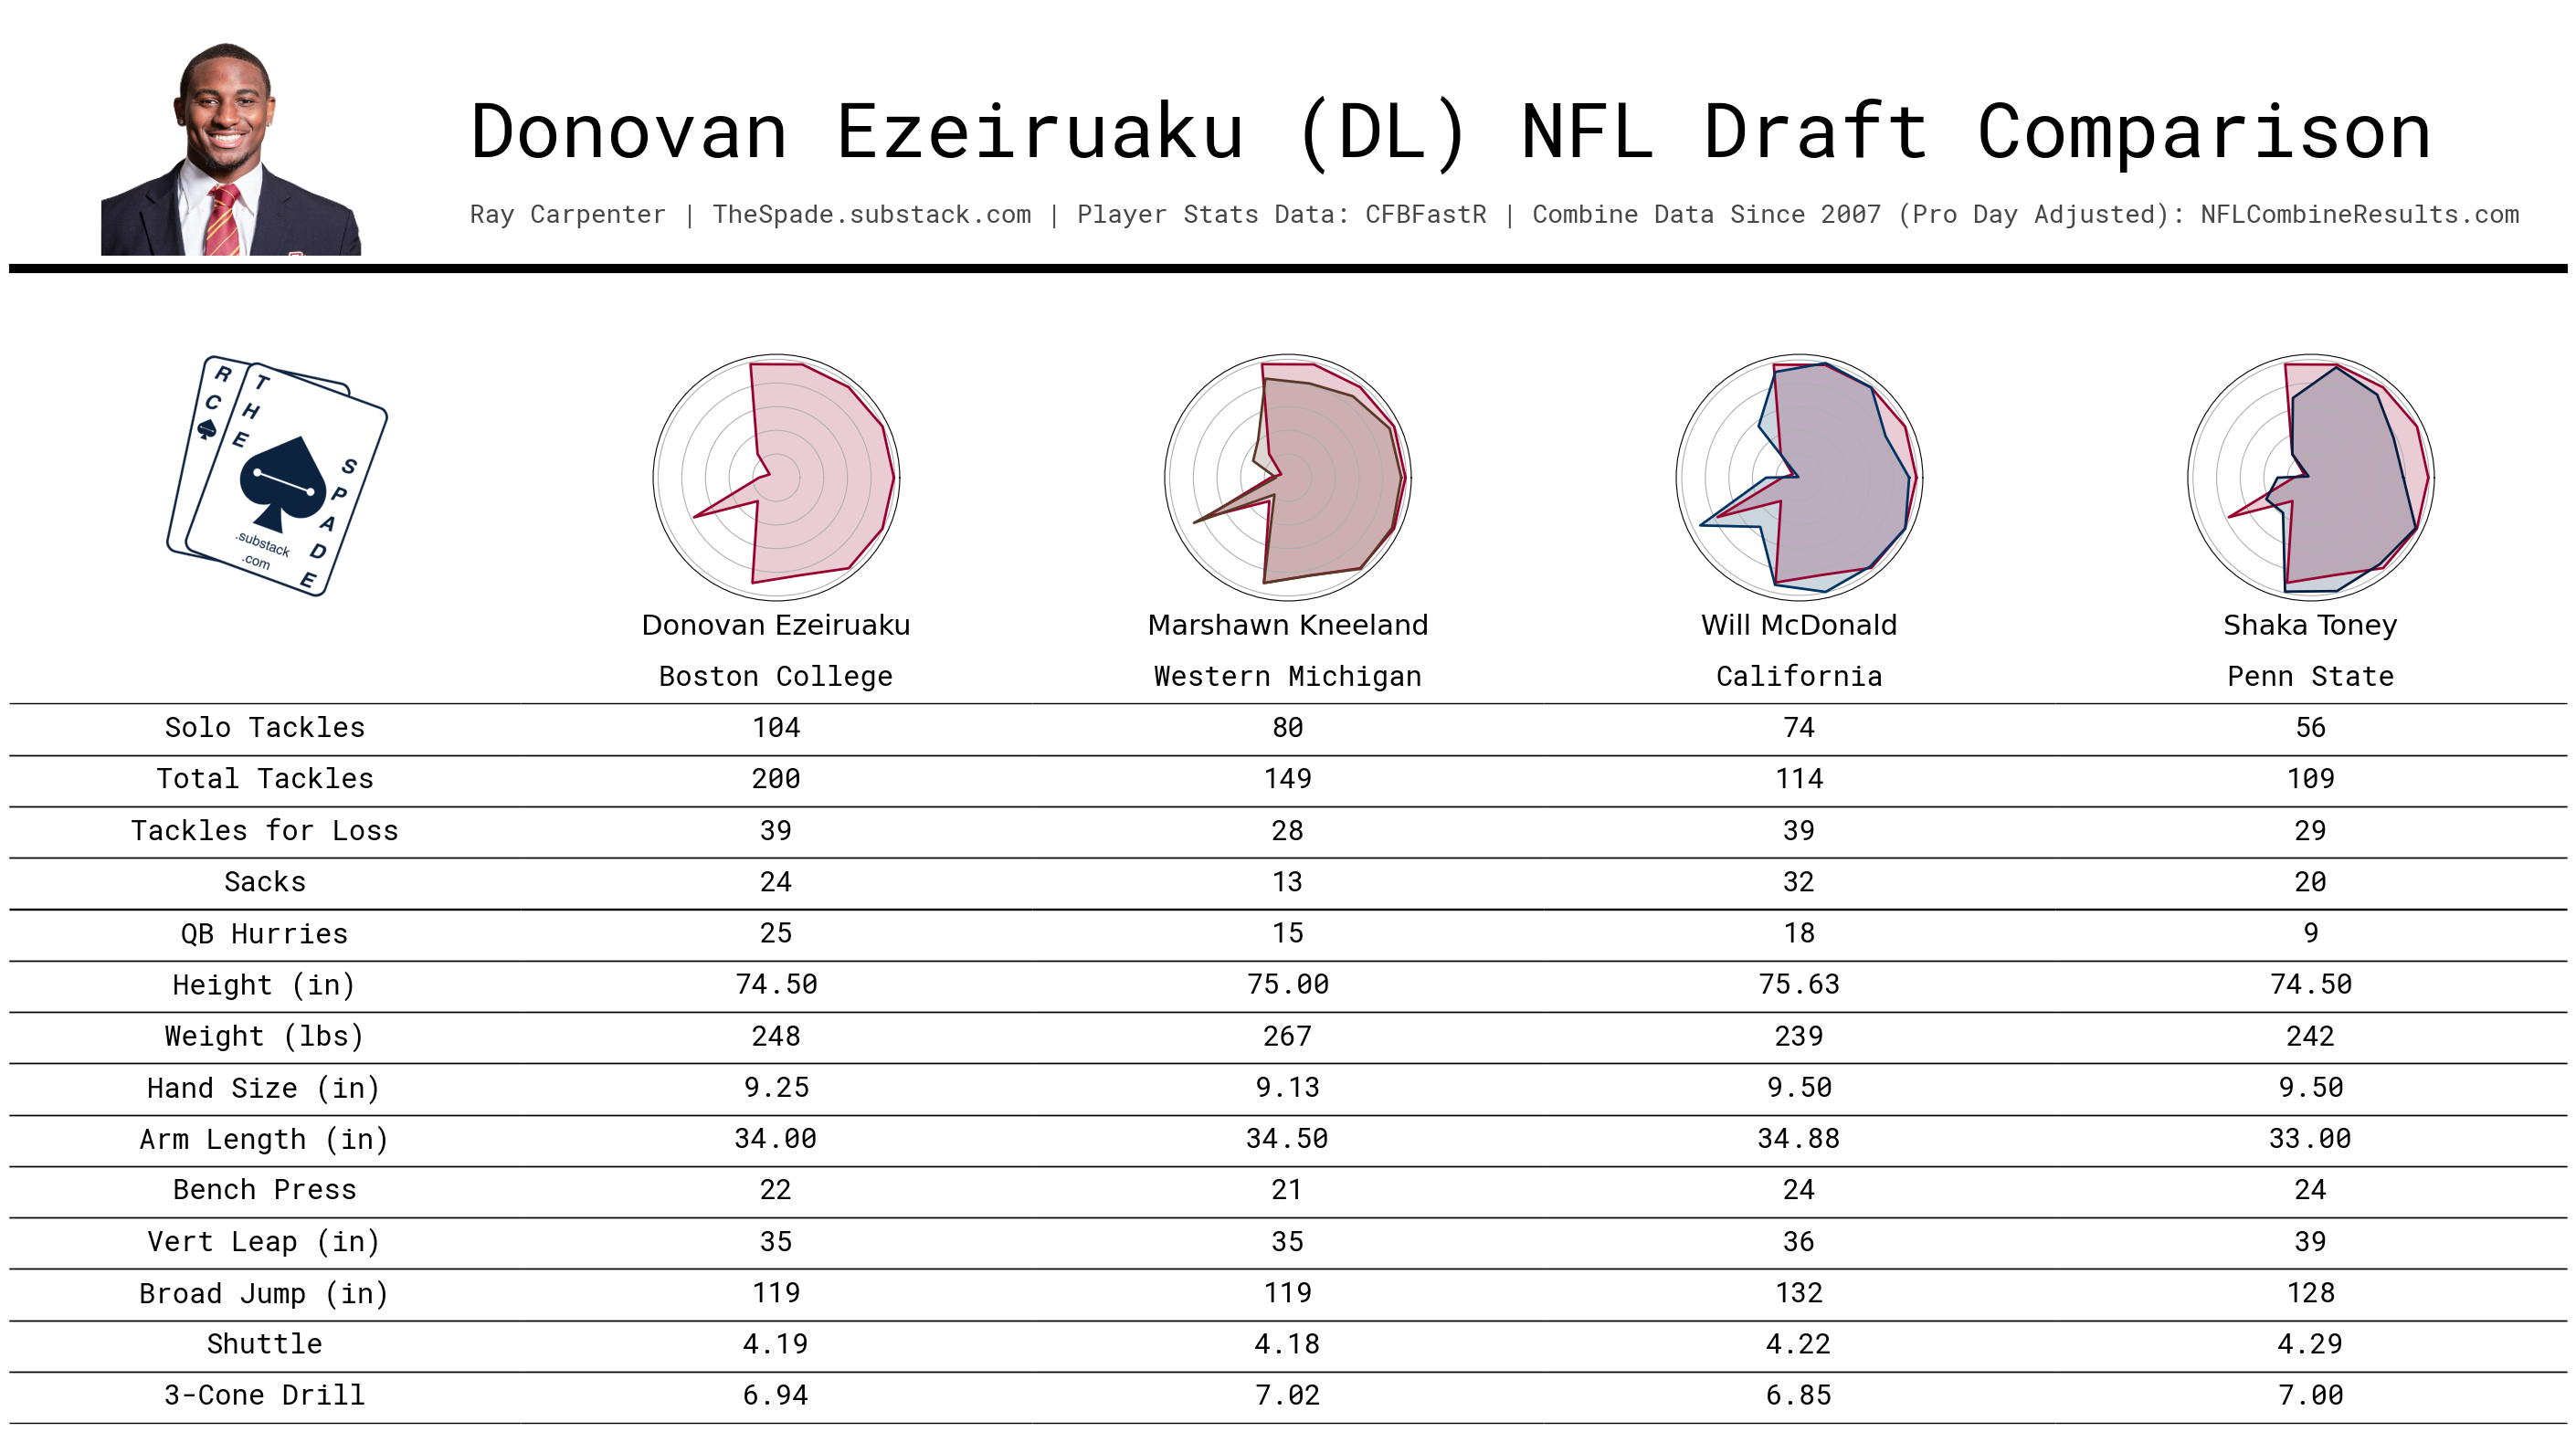 Donovan Ezeiruaku (DL) NFL Draft Comparison
Ray Carpenter | TheSpade.substack.com | Player Stats Data: CFBFastR | Combine Data Since 2007 (Pro Day Adjusted): NFLCombineResults.com
RC
THE
SPADE
.substack
.com
Donovan Ezeiruaku Marshawn Kneeland Will McDonald Shaka Toney
Boston College Western Michigan California Penn State
Solo Tackles 104 80 74 56
Total Tackles 200 149 114 109
Tackles for Loss 39 28 39 29
Sacks 24 13 32 20
QB Hurries 25 15 18 9
Height (in) 74.50 75.00 75.63 74.50
Weight (lbs) 248 267 239 242
Hand Size (in) 9.25 9.13 9.50 9.50
Arm Length (in) 34.00 34.50 34.88 33.00
Bench Press 22 21 24 24
Vert Leap (in) 35 35 36 39
Broad Jump (in) 119 119 132 128
Shuttle 4.19 4.18 4.22 4.29
3-Cone Drill 6.94 7.02 6.85 7.00